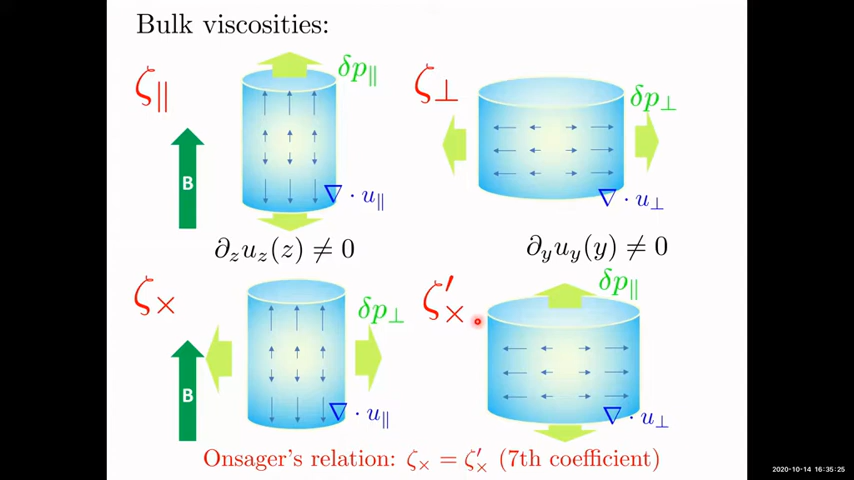 Bulk viscosities:
ζ∥
δp∥
B
∇ · u∥
∂zuz(z) ≠ 0
ζ⊥
δp⊥
∇ · u⊥
∂yuy(y) ≠ 0
ζ×
δp⊥
B
∇ · u∥
ζ′×
δp∥
∇ · u⊥
Onsager's relation: ζ× = ζ′× (7th coefficient)
2020-10-14 16:35:25